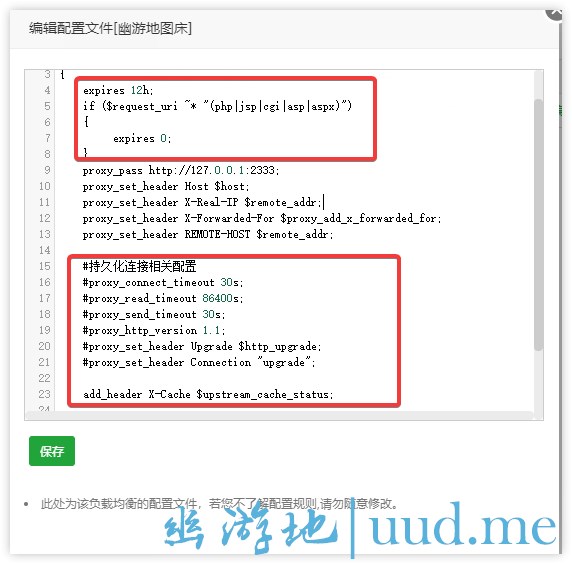 编辑配置文件[幽游地图床]
3 {
4 expires 12h;
5 if ($request_uri ~* "(php|jsp|cgi|asp|aspx)")
6 {
7 expires 0;
8 }
9 proxy_pass http://127.0.0.1:2333;
10 proxy_set_header Host $host;
11 proxy_set_header X-Real-IP $remote_addr;
12 proxy_set_header X-Forwarded-For $proxy_add_x_forwarded_for;
13 proxy_set_header REMOTE-HOST $remote_addr;
14
15 #持久化连接相关配置
16 #proxy_connect_timeout 30s;
17 #proxy_read_timeout 86400s;
18 #proxy_send_timeout 30s;
19 #proxy_http_version 1.1;
20 #proxy_set_header Upgrade $http_upgrade;
21 #proxy_set_header Connection "upgrade";
22
23 add_header X-Cache $upstream_cache_status;
24
保存
此处为该负载均衡的配置文件，若您不了解配置规则,请勿随意修改。
幽游地|uud.me